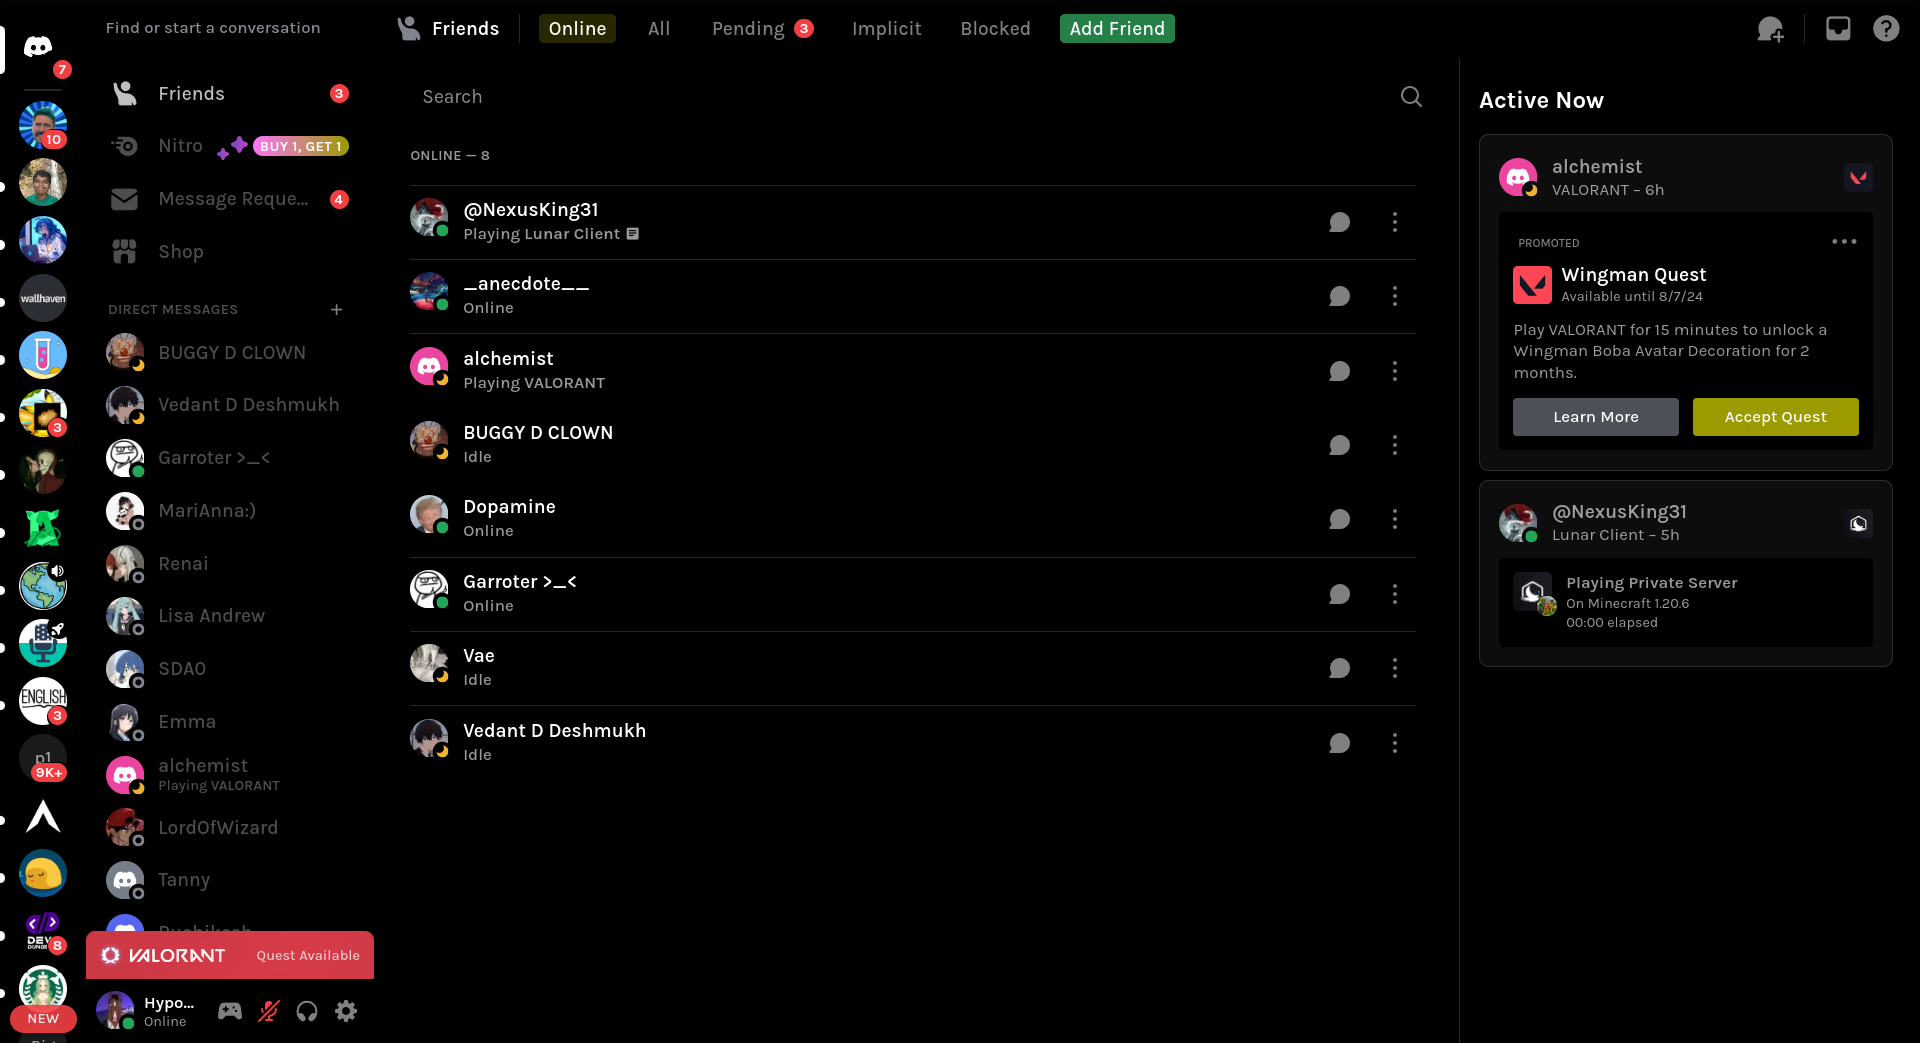 Find or start a conversation
Friends
Online
All
Pending
3
Implicit
Blocked
Add Friend
7
10
wallhaven
3
ENGLISH
3
p1
9K+
DEV
8
NEW
Friends
3
Nitro
BUY 1, GET 1
Message Reque...
4
Shop
DIRECT MESSAGES
BUGGY D CLOWN
Vedant D Deshmukh
Garroter >_<
MariAnna:)
Renai
Lisa Andrew
SDAO
Emma
alchemist
Playing VALORANT
LordOfWizard
Tanny
VALORANT
Quest Available
Hypo...
Online
Search
ONLINE — 8
@NexusKing31
Playing Lunar Client
_anecdote__
Online
alchemist
Playing VALORANT
BUGGY D CLOWN
Idle
Dopamine
Online
Garroter >_<
Online
Vae
Idle
Vedant D Deshmukh
Idle
Active Now
alchemist
VALORANT – 6h
PROMOTED
Wingman Quest
Available until 8/7/24
Play VALORANT for 15 minutes to unlock a
Wingman Boba Avatar Decoration for 2
months.
Learn More
Accept Quest
@NexusKing31
Lunar Client – 5h
Playing Private Server
On Minecraft 1.20.6
00:00 elapsed